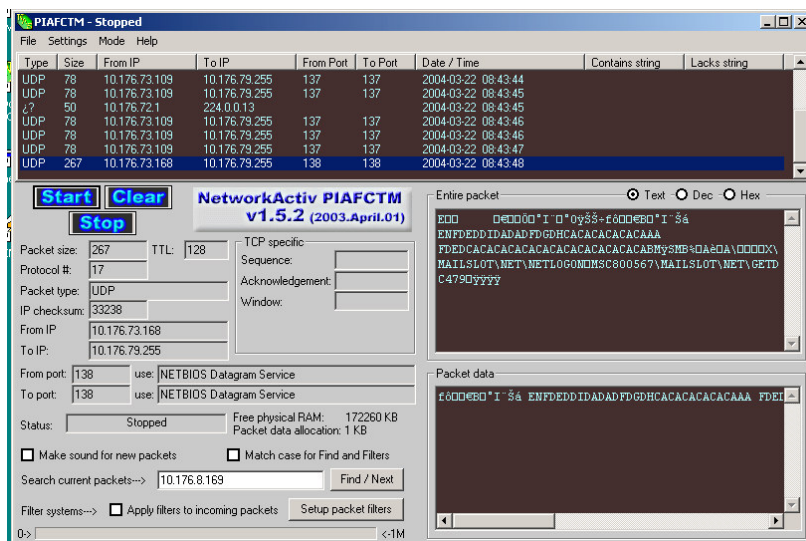 PIAFCTM - Stopped
File Settings Mode Help
Type Size From IP To IP From Port To Port Date / Time Contains string Lacks string
UDP 78 10.176.73.109 10.176.79.255 137 137 2004-03-22 08:43:44
UDP 78 10.176.73.109 10.176.79.255 137 137 2004-03-22 08:43:45
¿? 50 10.176.72.1 224.0.0.13 2004-03-22 08:43:45
UDP 78 10.176.73.109 10.176.79.255 137 137 2004-03-22 08:43:46
UDP 78 10.176.73.109 10.176.79.255 137 137 2004-03-22 08:43:46
UDP 78 10.176.73.109 10.176.79.255 137 137 2004-03-22 08:43:47
UDP 267 10.176.73.168 10.176.79.255 138 138 2004-03-22 08:43:48
Start Clear
Stop
NetworkActiv PIAFCTM
v1.5.2 (2003.April.01)
Packet size: 267 TTL: 128
Protocol #: 17
Packet type: UDP
IP checksum: 33238
From IP 10.176.73.168
To IP: 10.176.79.255
TCP specific
Sequence:
Acknowledgement:
Window:
From port: 138 use: NETBIOS Datagram Service
To port: 138 use: NETBIOS Datagram Service
Status: Stopped
Free physical RAM: 172260 KB
Packet data allocation: 1 KB
Make sound for new packets Match case for Find and Filters
Search current packets---> 10.176.8.169 Find / Next
Filter systems---> Apply filters to incoming packets Setup packet filters
0-> <-1M
Entire packet Text Dec Hex
ENFDEDDIDADADFDGDHCACACACACACAAA
MAILSLOT\NET\NETLOGON MSC800567\MAILSLOT\NET\GETD
C479 ÿÿÿÿ
Packet data
ENFDEDDIDADADFDGDHCACACACACACAAA